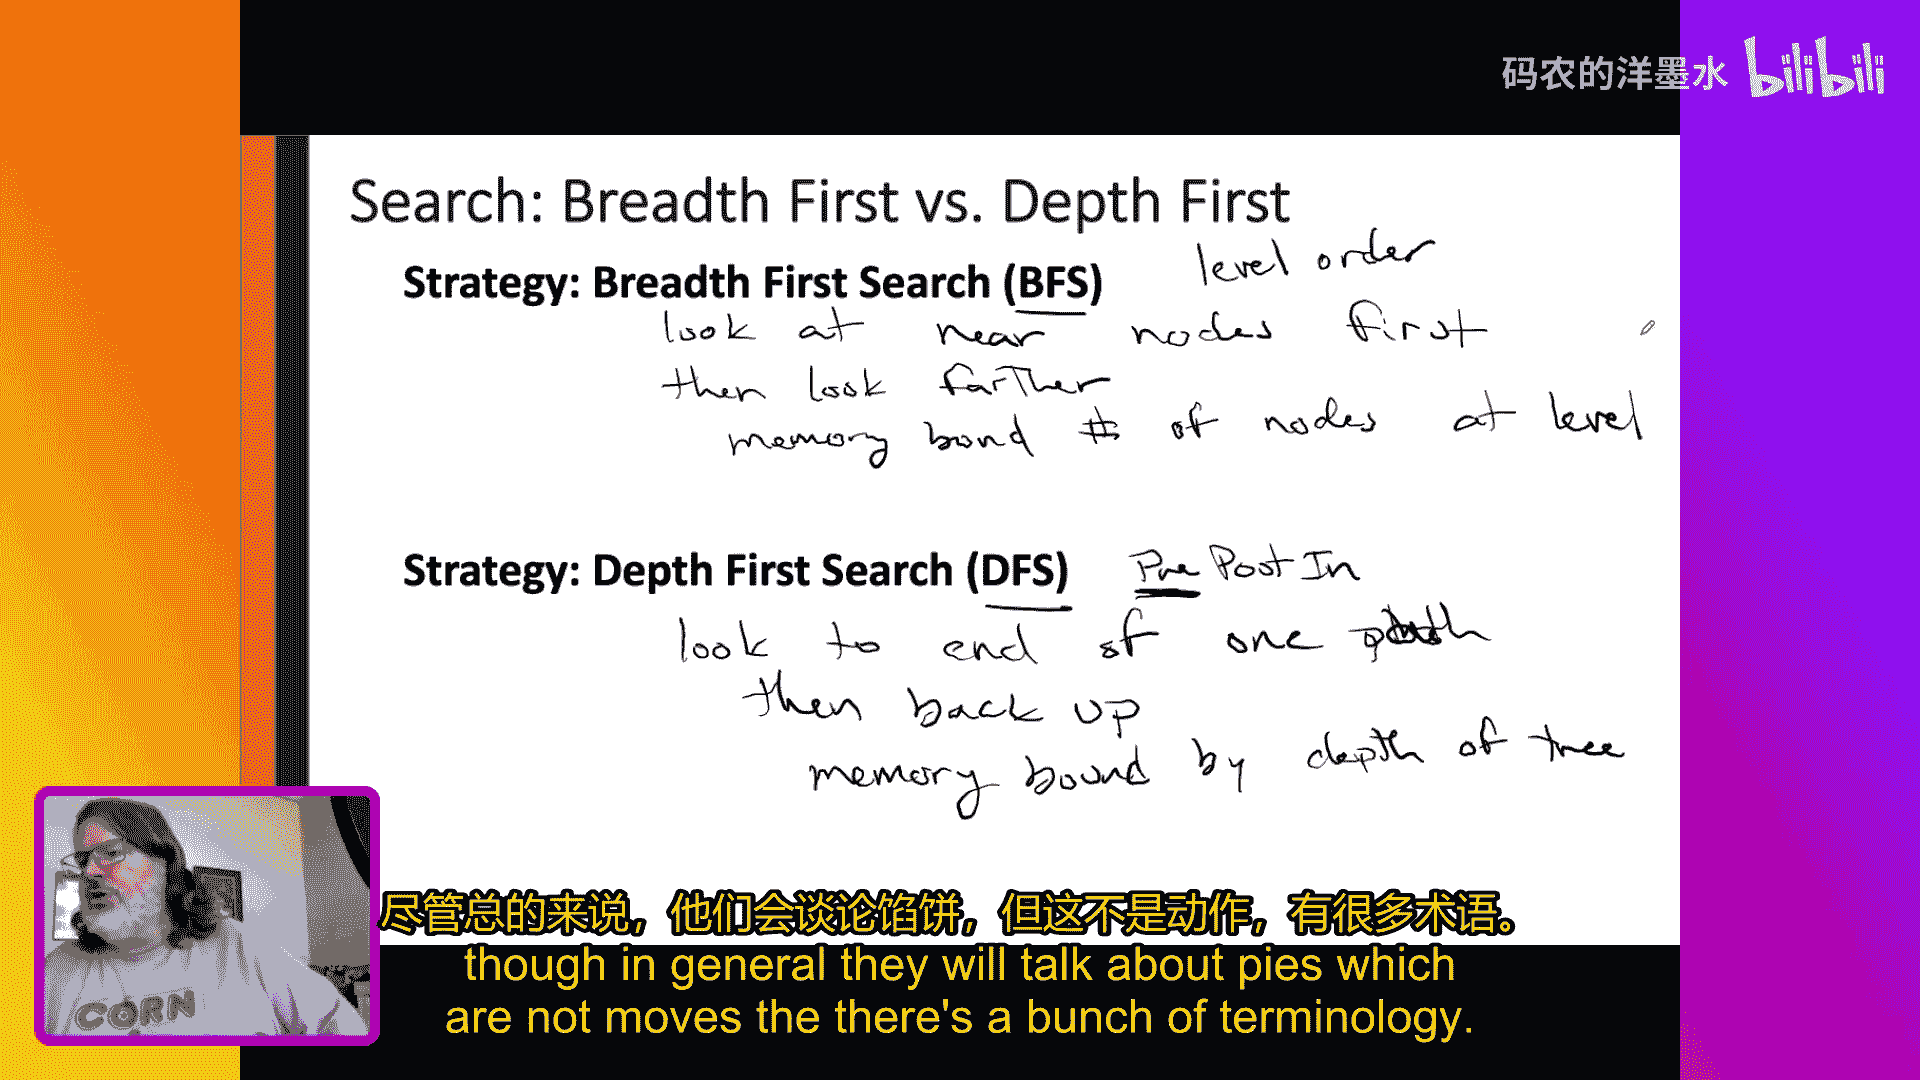 码农的洋墨水 bilibili
Search: Breadth First vs. Depth First
level order
Strategy: Breadth First Search (BFS)
look at near nodes first
then look farther
memory bond # of nodes at level
Strategy: Depth First Search (DFS) Pre Post In
look to end of one path
then back up
memory bound by depth of tree
CORN
尽管总的来说，他们会谈论馅饼，但这不是动作，有很多术语。
though in general they will talk about pies which
are not moves the there's a bunch of terminology.